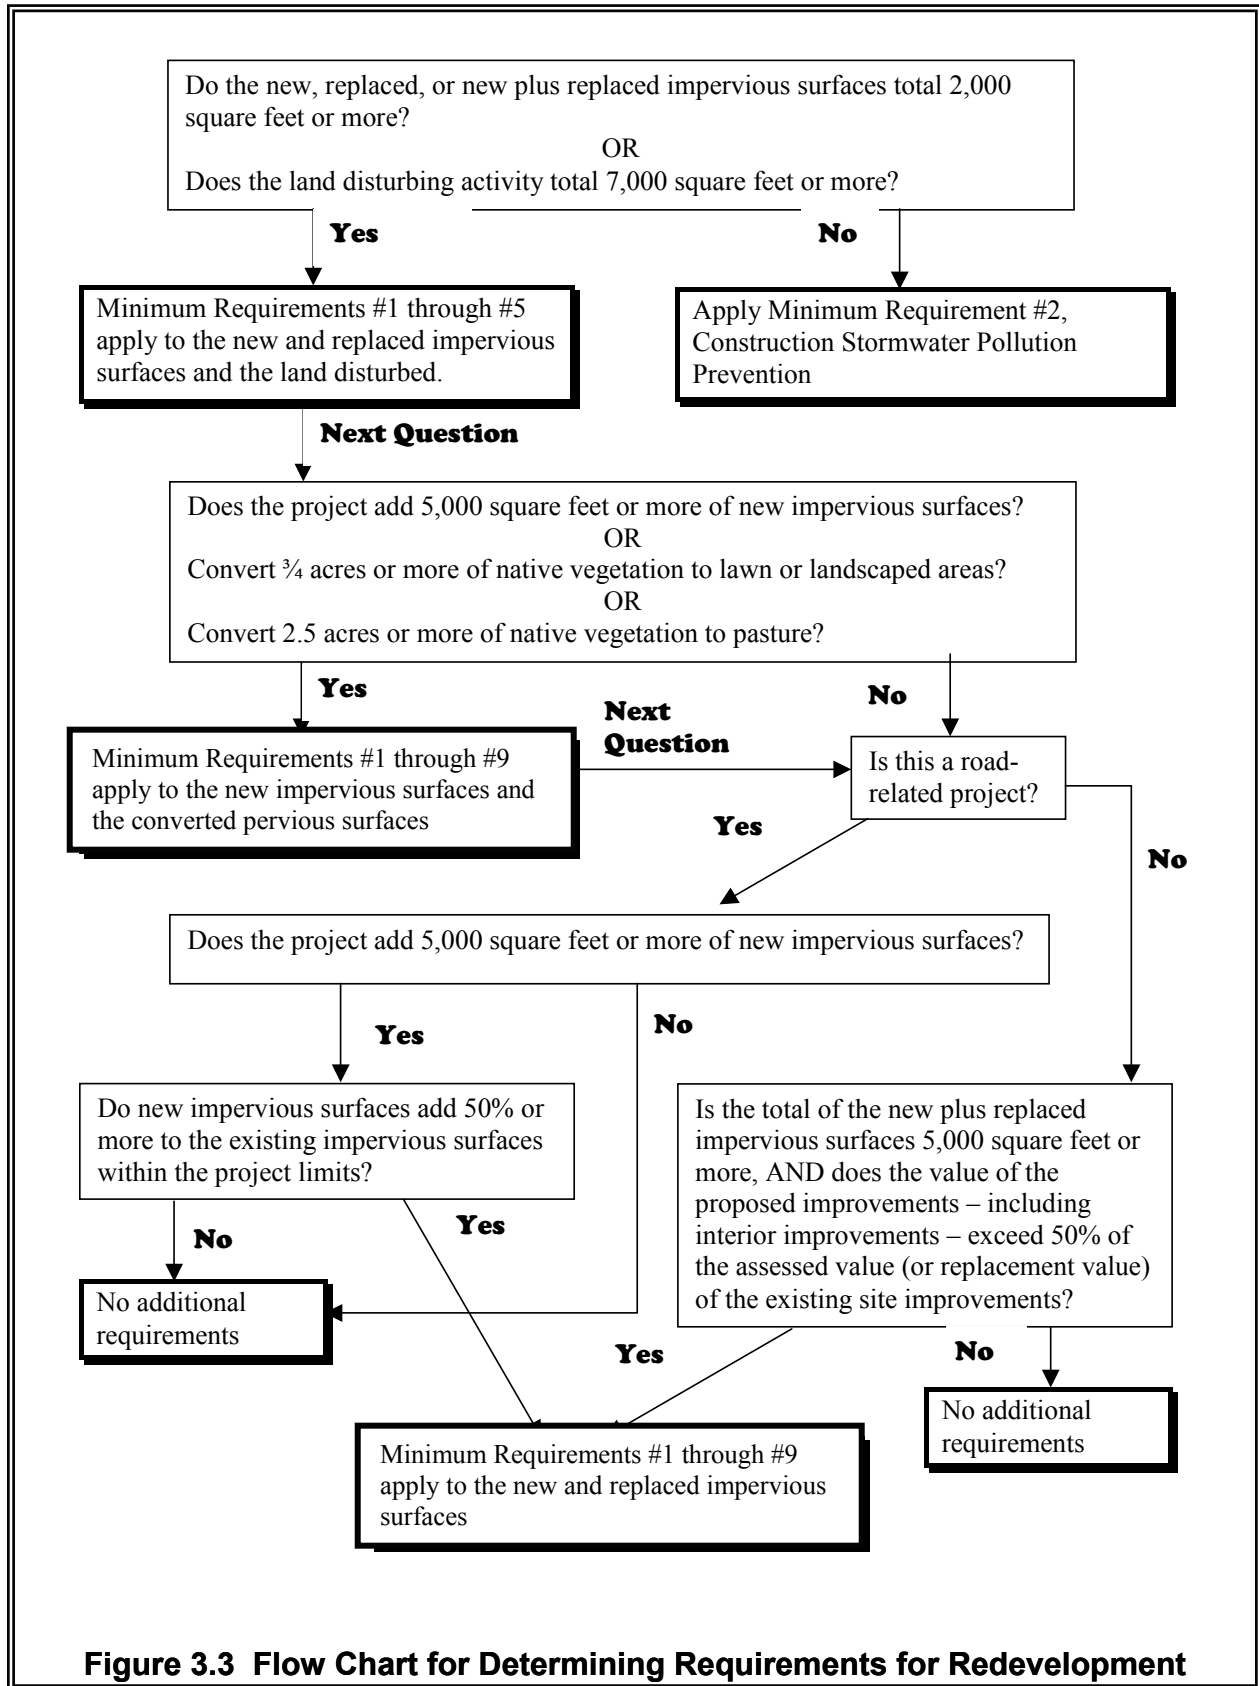 Do the new, replaced, or new plus replaced impervious surfaces total 2,000
square feet or more?
OR
Does the land disturbing activity total 7,000 square feet or more?
Yes
No
Minimum Requirements #1 through #5
apply to the new and replaced impervious
surfaces and the land disturbed.
Apply Minimum Requirement #2,
Construction Stormwater Pollution
Prevention
Next Question
Does the project add 5,000 square feet or more of new impervious surfaces?
OR
Convert ¾ acres or more of native vegetation to lawn or landscaped areas?
OR
Convert 2.5 acres or more of native vegetation to pasture?
Yes
No
Next
Question
Minimum Requirements #1 through #9
apply to the new impervious surfaces and
the converted pervious surfaces
Is this a road-
related project?
Yes
No
Does the project add 5,000 square feet or more of new impervious surfaces?
Yes
No
Do new impervious surfaces add 50% or
more to the existing impervious surfaces
within the project limits?
Is the total of the new plus replaced
impervious surfaces 5,000 square feet or
more, AND does the value of the
proposed improvements – including
interior improvements – exceed 50% of
the assessed value (or replacement value)
of the existing site improvements?
No
Yes
No additional
requirements
Yes
No
No additional
requirements
Minimum Requirements #1 through #9
apply to the new and replaced impervious
surfaces
Figure 3.3 Flow Chart for Determining Requirements for Redevelopment